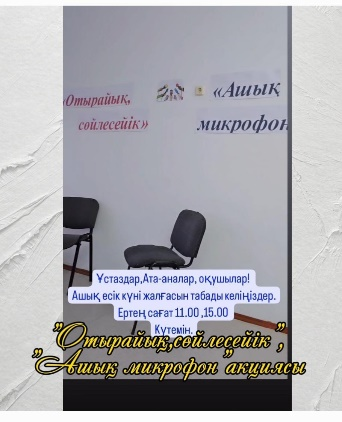 «Отырайық,
сөйлесейік»
«Ашық
микрофон
Ұстаздар,Ата-аналар, оқушылар!
Ашық есік күні жалғасын табады келіңіздер.
Ертең сағат 11.00 ,15.00
Күтемін.
"Отырайық,сөйлесейік",
"Ашық микрофон"акциясы